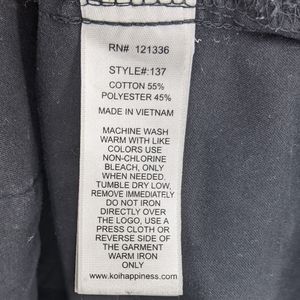 RN# 121336
STYLE#:137
COTTON 55%
POLYESTER 45%
MADE IN VIETNAM
MACHINE WASH
WARM WITH LIKE
COLORS USE
NON-CHLORINE
BLEACH, ONLY
WHEN NEEDED.
TUMBLE DRY LOW,
REMOVE IMMEDIATELY
DO NOT IRON
DIRECTLY OVER
THE LOGO, USE A
PRESS CLOTH OR
REVERSE SIDE OF
THE GARMENT
WARM IRON
ONLY
www.koihappiness.com